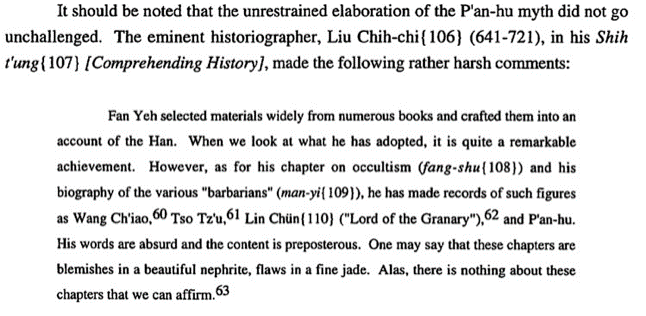 It should be noted that the unrestrained elaboration of the P'an-hu myth did not go
unchallenged. The eminent historiographer, Liu Chih-chi{106} (641-721), in his Shih
t'ung{107} [Comprehending History], made the following rather harsh comments:
Fan Yeh selected materials widely from numerous books and crafted them into an
account of the Han. When we look at what he has adopted, it is quite a remarkable
achievement. However, as for his chapter on occultism (fang-shu{108}) and his
biography of the various "barbarians" (man-yi{109}), he has made records of such figures
as Wang Ch'iao,60 Tso Tz'u,61 Lin Chün{110} ("Lord of the Granary"),62 and P'an-hu.
His words are absurd and the content is preposterous. One may say that these chapters are
blemishes in a beautiful nephrite, flaws in a fine jade. Alas, there is nothing about these
chapters that we can affirm.63